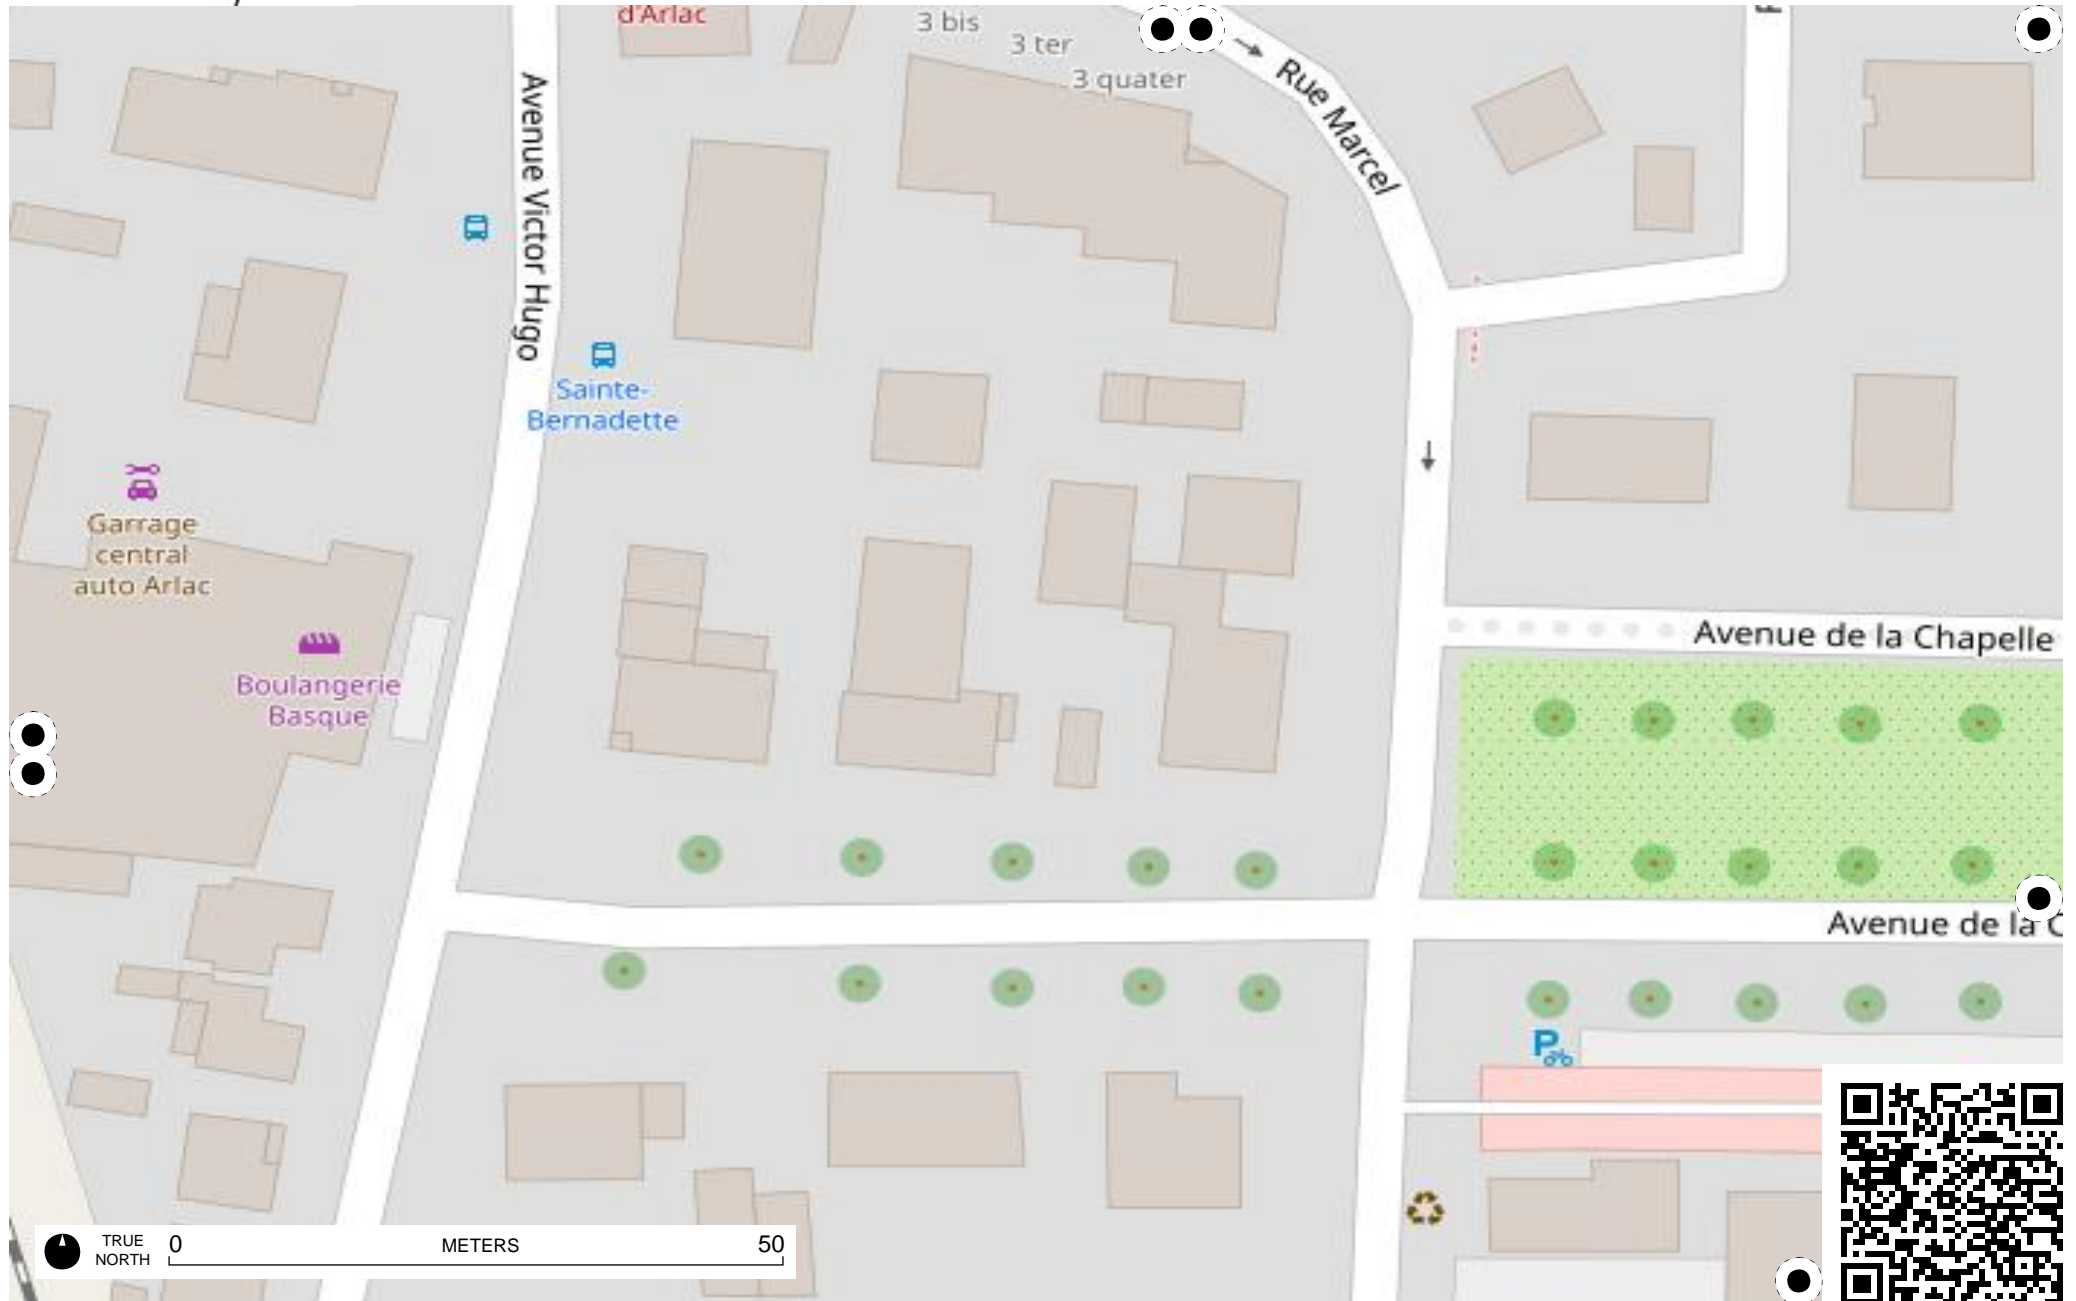 d'Arlac
3 bis
3 ter
3 quater
Rue Marcel
Avenue Victor Hugo
Sainte-
Bernadette
Garrage
central
auto Arlac
Boulangerie
Basque
Avenue de la Chapelle
Avenue de la C
P
TRUE
NORTH
0
METERS
50